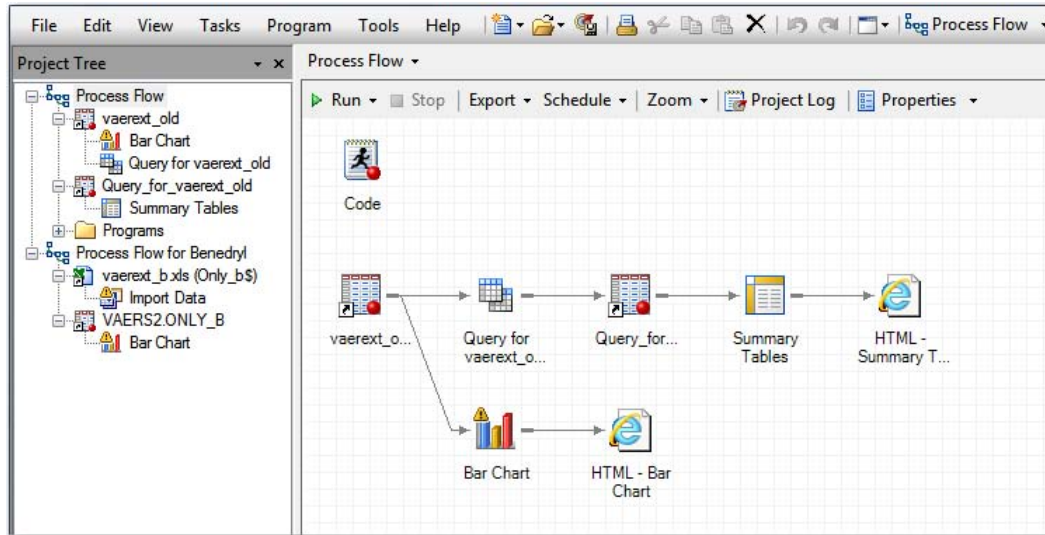 File Edit View Tasks Program Tools Help Process Flow
Project Tree
Process Flow
Process Flow
vaerext_old
Bar Chart
Query for vaerext_old
Query_for_vaerext_old
Summary Tables
Programs
Process Flow for Benedryl
vaerext_b.xls (Only_b$)
Import Data
VAERS2.ONLY_B
Bar Chart
Run Stop Export Schedule Zoom Project Log Properties
Code
vaerext_o...
Query for
vaerext_o...
Query_for...
Summary
Tables
HTML -
Summary T...
Bar Chart
HTML - Bar
Chart